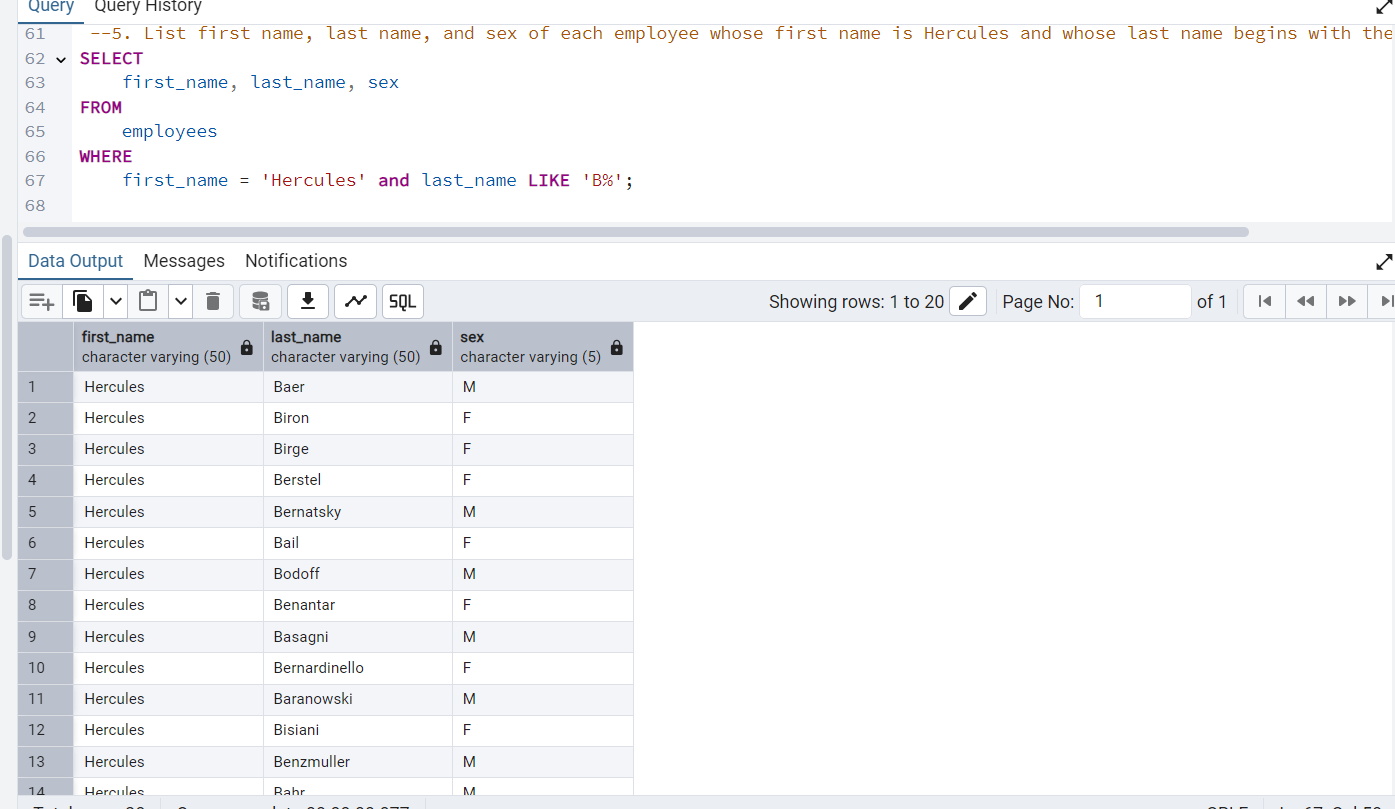 Query Query History
61 --5. List first name, last name, and sex of each employee whose first name is Hercules and whose last name begins with the
62 SELECT
63 first_name, last_name, sex
64 FROM
65 employees
66 WHERE
67 first_name = 'Hercules' and last_name LIKE 'B%';
68
Data Output Messages Notifications
SQL Showing rows: 1 to 20 Page No: 1 of 1
first_name last_name sex
character varying (50) character varying (50) character varying (5)
1 Hercules Baer M
2 Hercules Biron F
3 Hercules Birge F
4 Hercules Berstel F
5 Hercules Bernatsky M
6 Hercules Bail F
7 Hercules Bodoff M
8 Hercules Benantar F
9 Hercules Basagni M
10 Hercules Bernardinello F
11 Hercules Baranowski M
12 Hercules Bisiani F
13 Hercules Benzmuller M
14 Hercules Bahr M